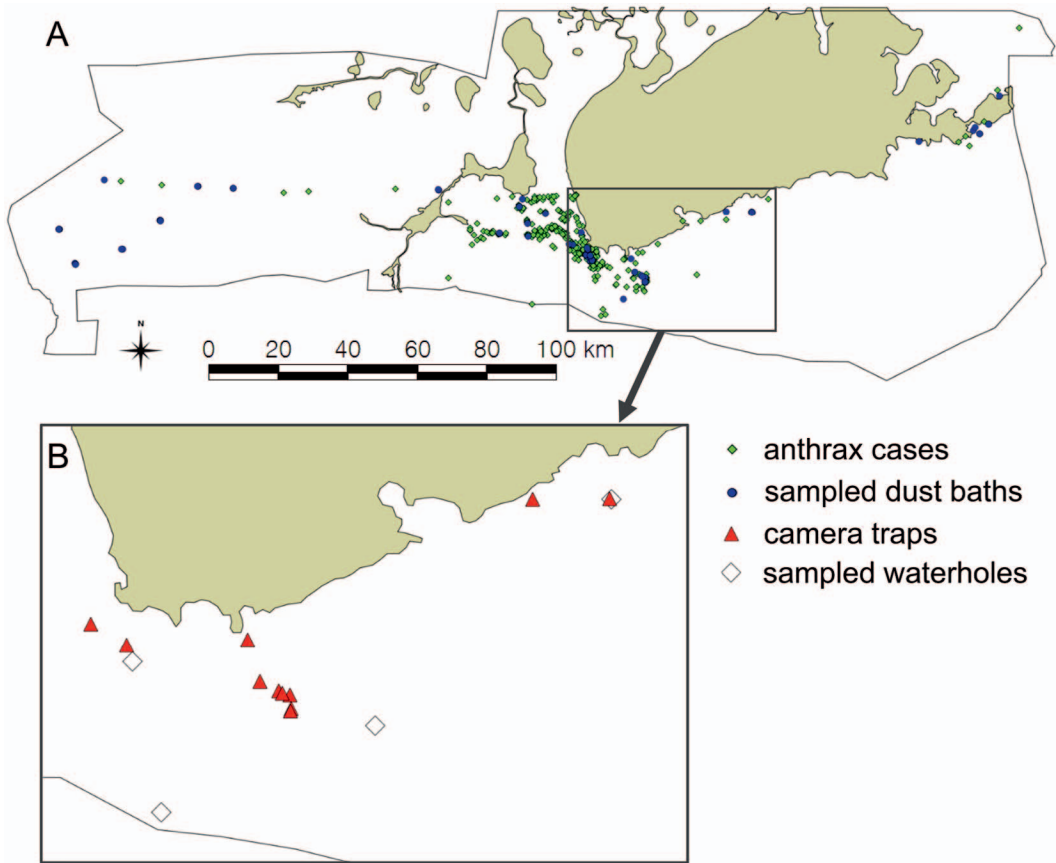 A
N
0 20 40 60 80 100 km
B
anthrax cases
sampled dust baths
camera traps
sampled waterholes